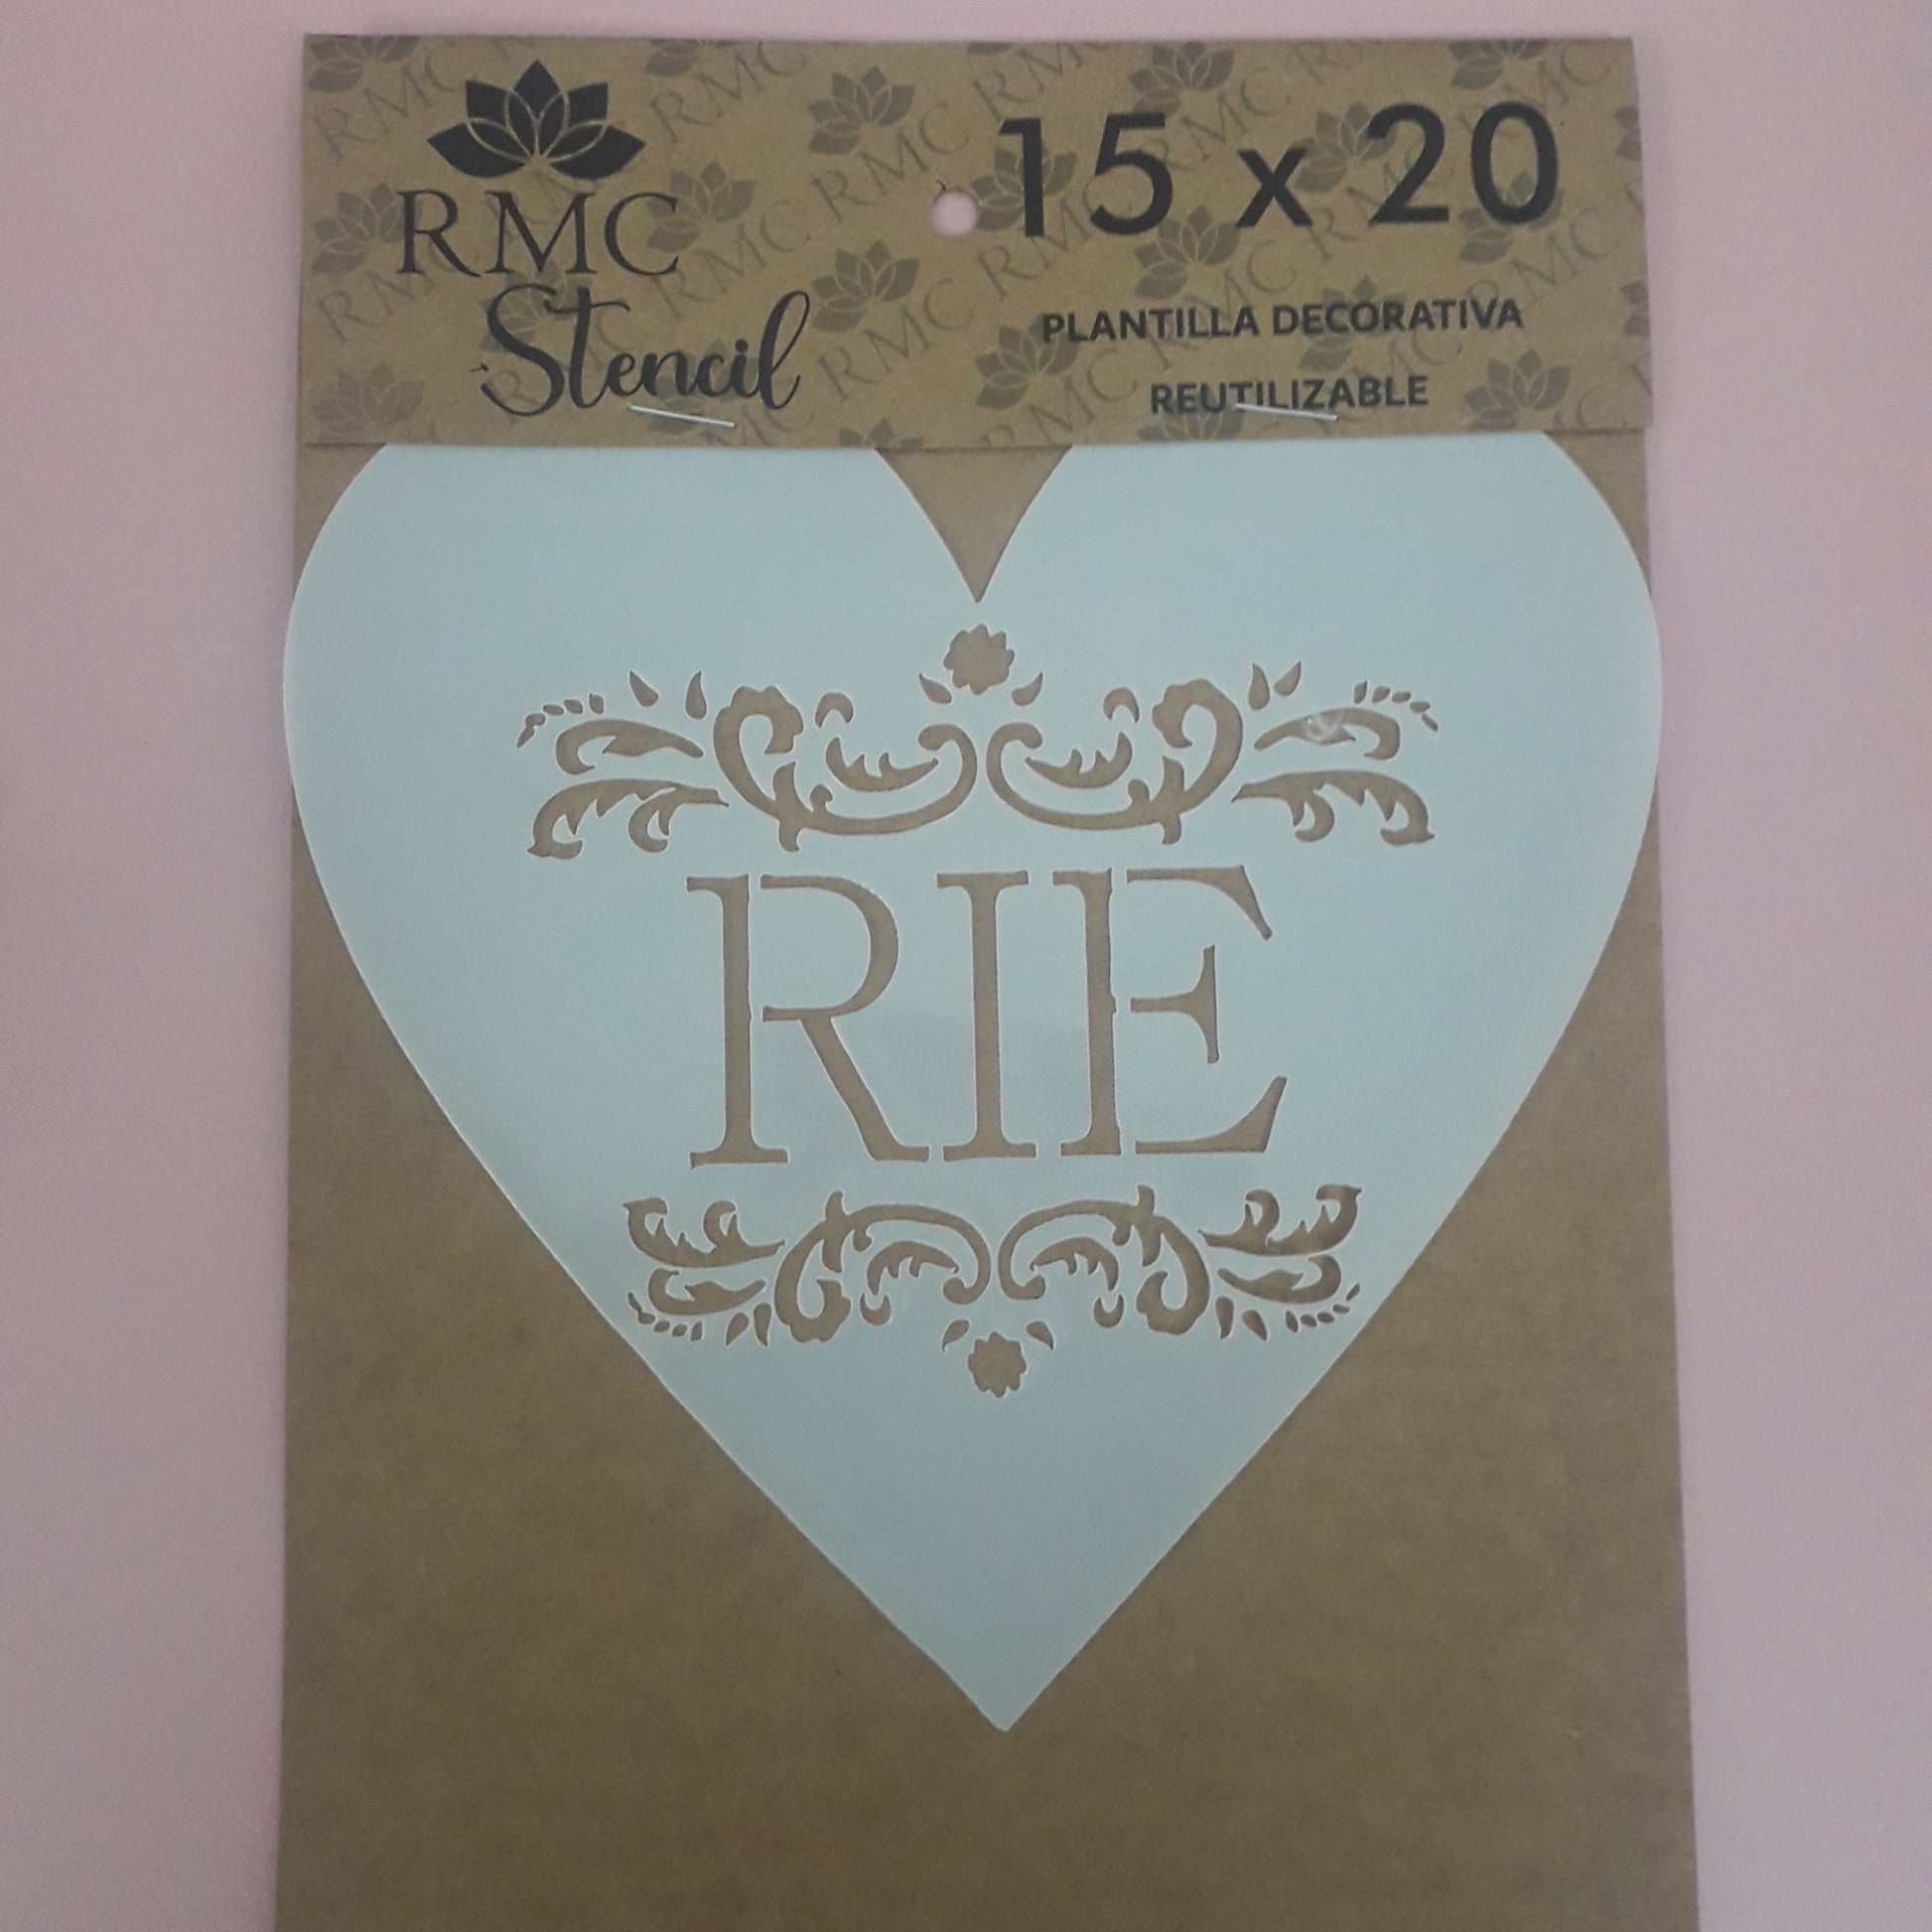 RMC
Stencil
15 x 20
PLANTILLA DECORATIVA
REUTILIZABLE
RIE